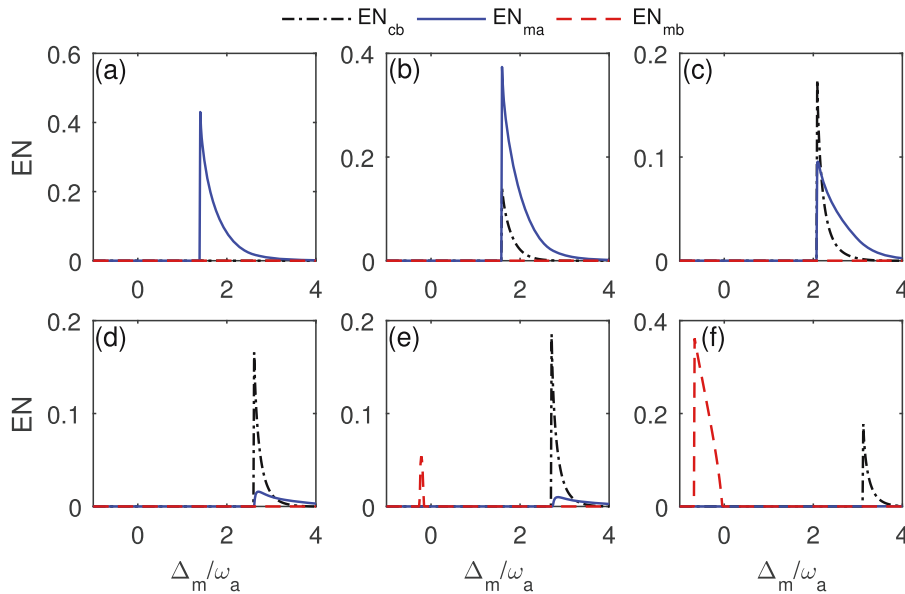 EN_cb EN_ma EN_mb
(a) (b) (c)
0.6 0.4 0.2 0
0.4 0.2 0
0.2 0.1 0
0 2 4 0 2 4 0 2 4
EN
(d) (e) (f)
0.2 0.1 0
0.2 0.1 0
0.4 0.2 0
0 2 4 0 2 4 0 2 4
EN
Δ_m/ω_a Δ_m/ω_a Δ_m/ω_a